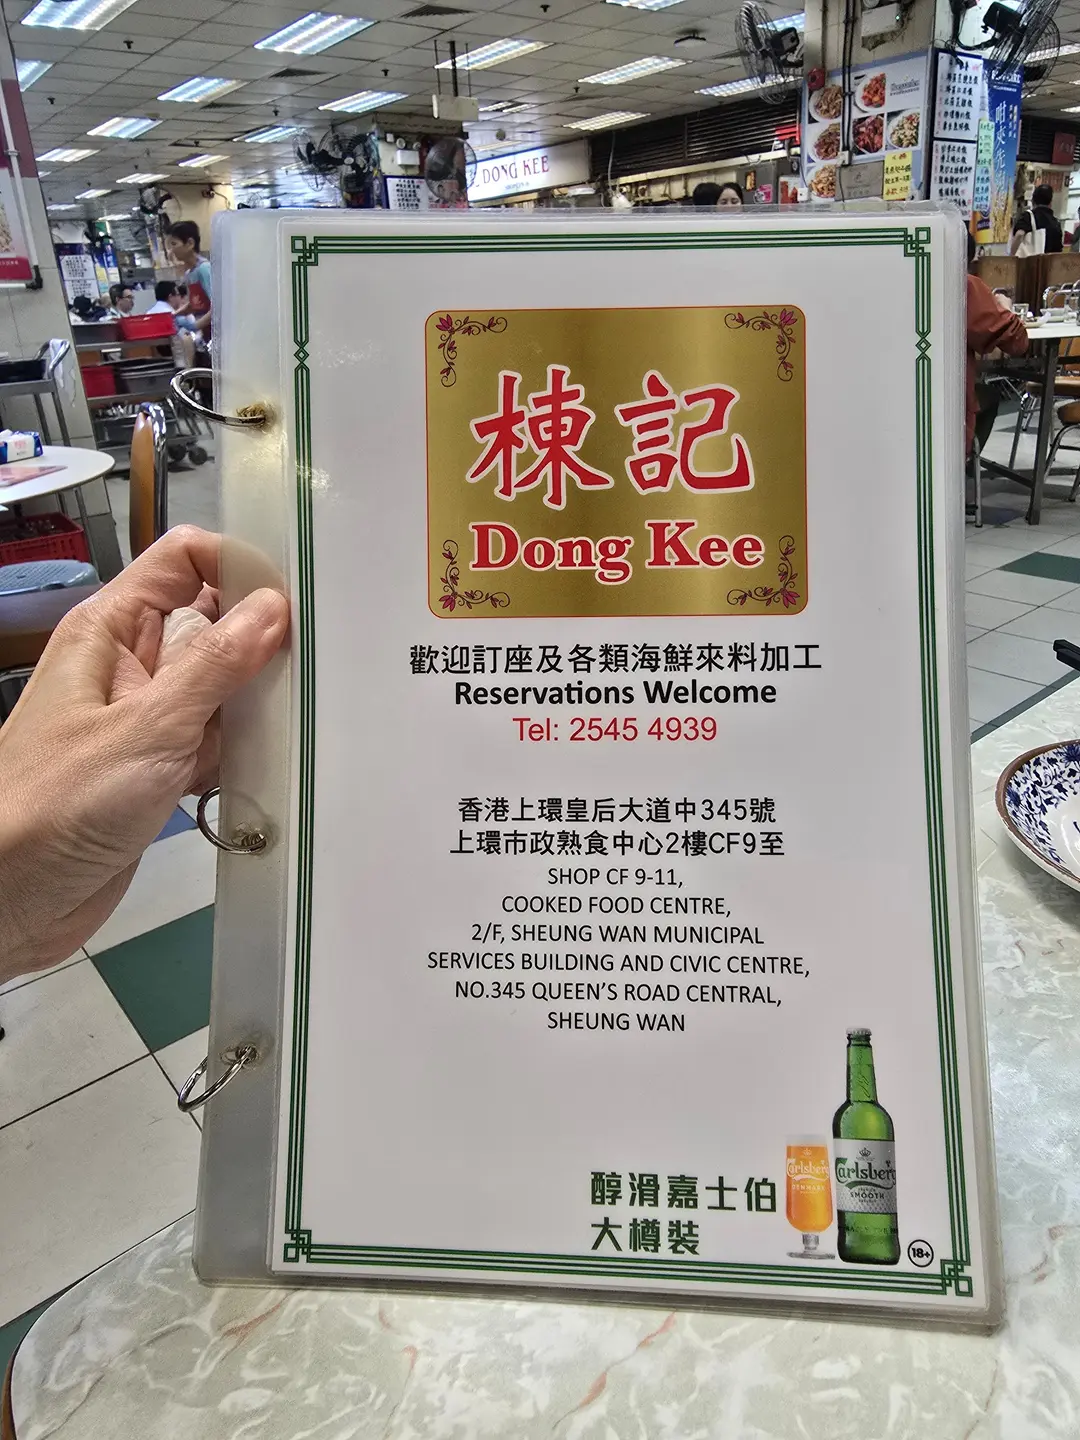 DONG KEE
棟記
Dong Kee
歡迎訂座及各類海鮮來料加工
Reservations Welcome
Tel: 2545 4939
香港上環皇后大道中345號
上環市政熟食中心2樓CF9至
SHOP CF 9-11,
COOKED FOOD CENTRE,
2/F, SHEUNG WAN MUNICIPAL
SERVICES BUILDING AND CIVIC CENTRE,
NO.345 QUEEN'S ROAD CENTRAL,
SHEUNG WAN
醇滑嘉士伯
大樽裝
Carlsberg
DENMARK
Carlsberg
SMOOTH
18+